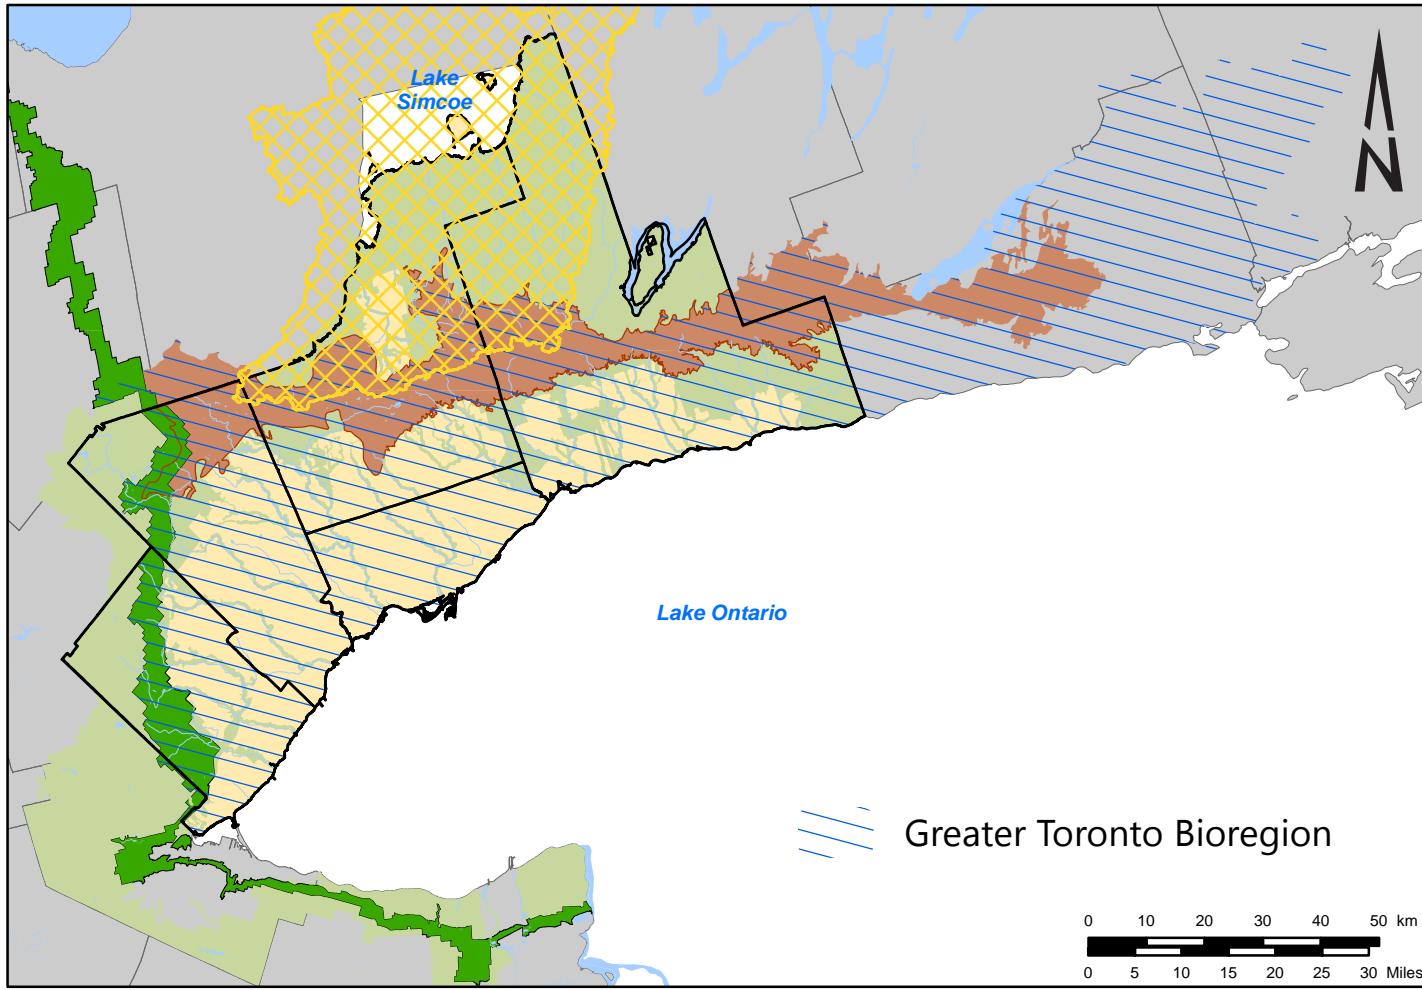 Lake
Simcoe
N
Lake Ontario
Greater Toronto Bioregion
0 10 20 30 40 50 km
0 5 10 15 20 25 30 Miles